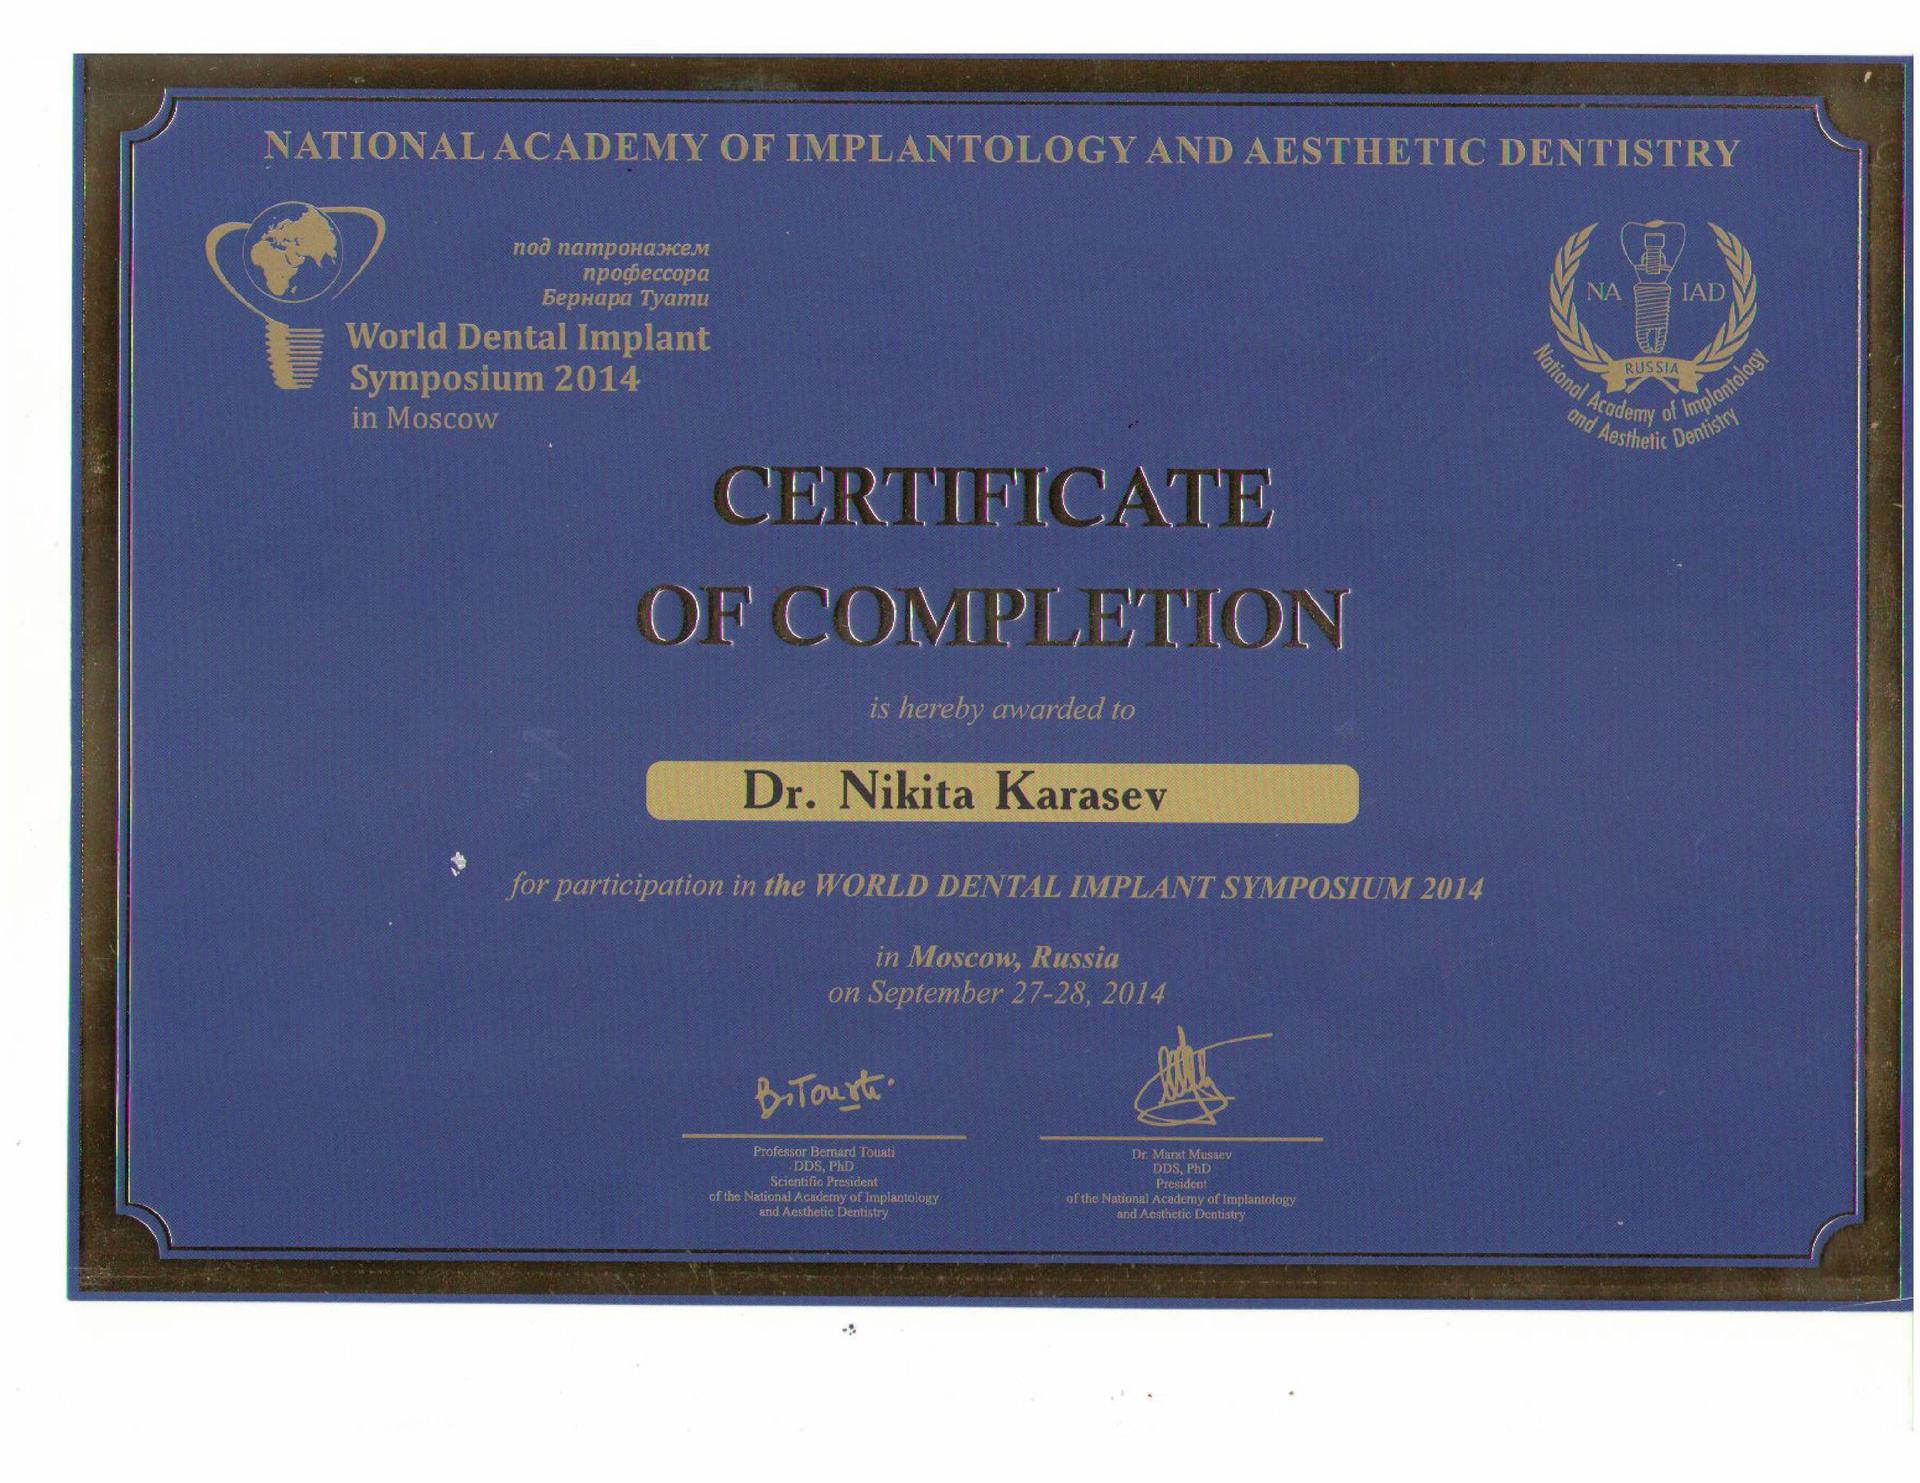 NATIONAL ACADEMY OF IMPLANTOLOGY AND AESTHETIC DENTISTRY
под патронажем
профессора
Бернара Туати
World Dental Implant
Symposium 2014
in Moscow
NA IAD
RUSSIA
National Academy of Implantology
and Aesthetic Dentistry
CERTIFICATE
OF COMPLETION
is hereby awarded to
Dr. Nikita Karasev
for participation in the WORLD DENTAL IMPLANT SYMPOSIUM 2014
in Moscow, Russia
on September 27-28, 2014
B. Touati
Professor Bernard Touati
DDS, PhD
Scientific President
of the National Academy of Implantology
and Aesthetic Dentistry
Dr. Marat Musaev
DDS, PhD
President
of the National Academy of Implantology
and Aesthetic Dentistry